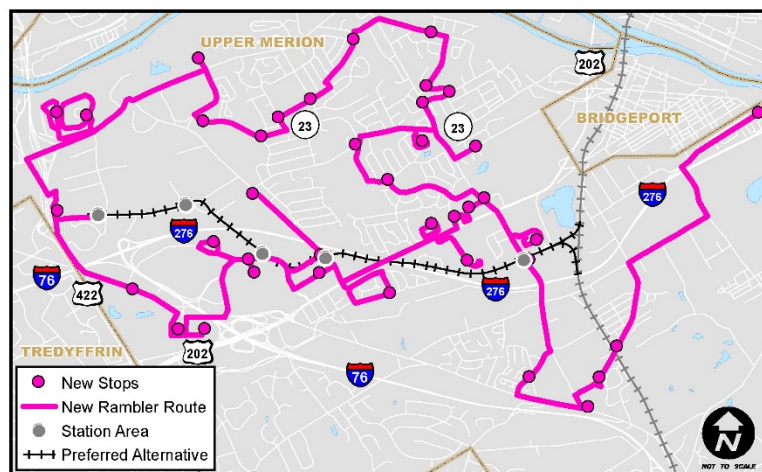 UPPER MERION
202
BRIDGEPORT
23
23
276
276
76
422
276
202
TREDYFFRIN
76
New Stops
New Rambler Route
Station Area
Preferred Alternative
N
NOT TO SCALE